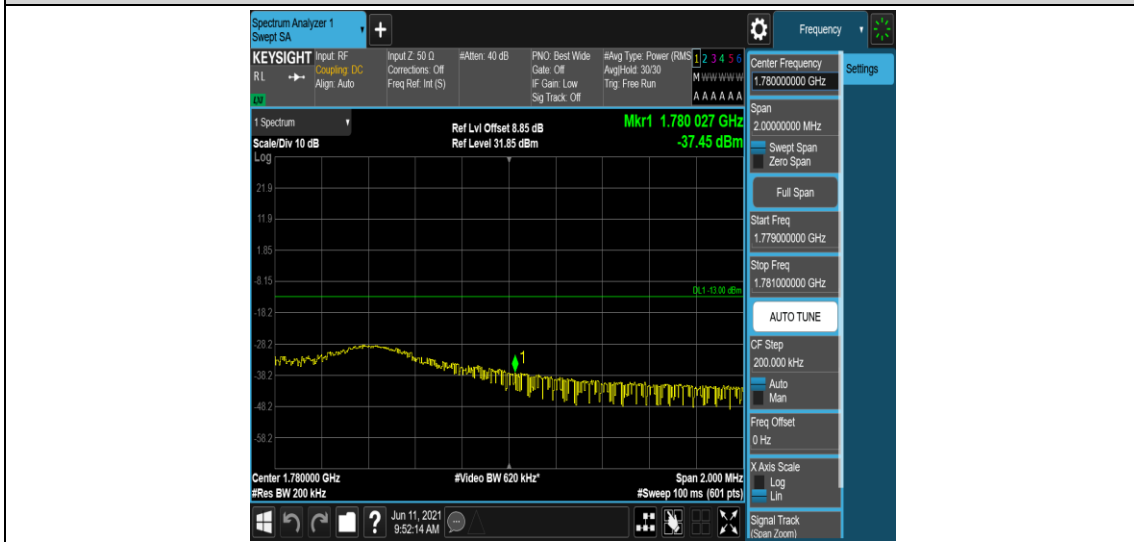 Spectrum Analyzer 1
Swept SA
Frequency
KEYSIGHT
Input: RF
Input Z: 50 Ω
#Atten: 40 dB
PNO: Best Wide
#Avg Type: Power (RMS
1 2 3 4 5 6
RL
Coupling: DC
Corrections: Off
Gate: Off
Avg|Hold: 30/30
M W W W W W
Align: Auto
Freq Ref: Int (S)
IF Gain: Low
Trig: Free Run
Sig Track: Off
A A A A A A
LXI
1 Spectrum
Ref Lvl Offset 8.85 dB
Mkr1 1.780 027 GHz
Scale/Div 10 dB
Ref Level 31.85 dBm
-37.45 dBm
Log
21.9
11.9
1.85
-8.15
DL1 -13.00 dBm
-18.2
-28.2
1
-38.2
-48.2
-58.2
Center 1.780000 GHz
#Video BW 620 kHz*
Span 2.000 MHz
#Res BW 200 kHz
#Sweep 100 ms (601 pts)
?
Jun 11, 2021
9:52:14 AM
Center Frequency
1.780000000 GHz
Settings
Span
2.00000000 MHz
Swept Span
Zero Span
Full Span
Start Freq
1.779000000 GHz
Stop Freq
1.781000000 GHz
AUTO TUNE
CF Step
200.000 kHz
Auto
Man
Freq Offset
0 Hz
X Axis Scale
Log
Lin
Signal Track
(Span Zoom)